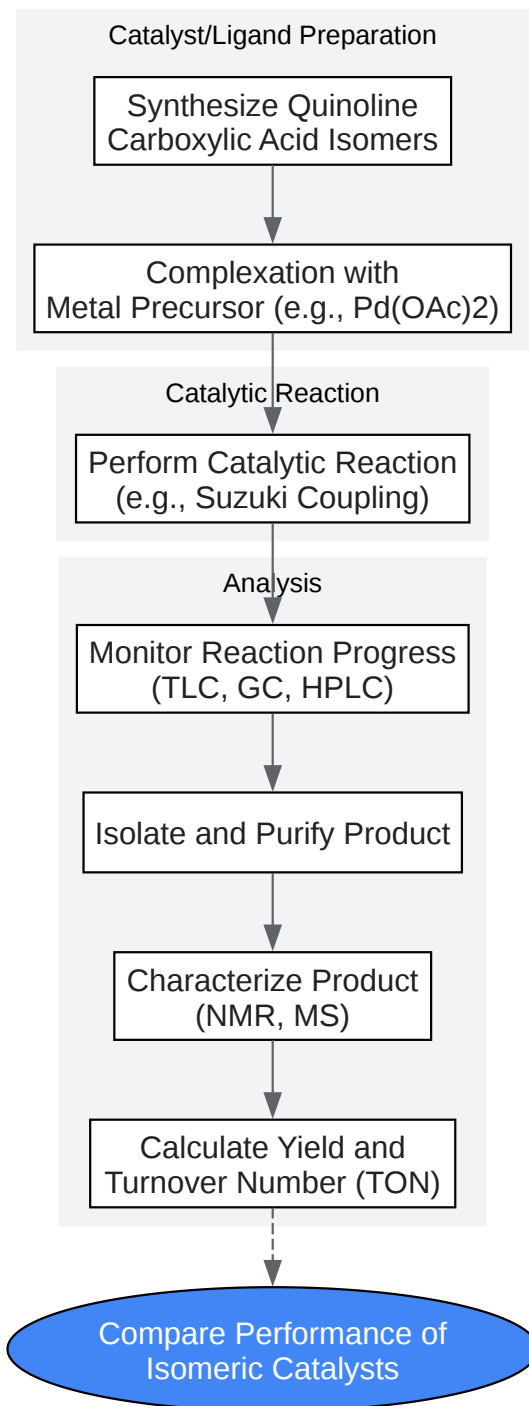 Catalyst/Ligand Preparation
Synthesize Quinoline
Carboxylic Acid Isomers
Complexation with
Metal Precursor (e.g., Pd(OAc)2)
Catalytic Reaction
Perform Catalytic Reaction
(e.g., Suzuki Coupling)
Analysis
Monitor Reaction Progress
(TLC, GC, HPLC)
Isolate and Purify Product
Characterize Product
(NMR, MS)
Calculate Yield and
Turnover Number (TON)
Compare Performance of
Isomeric Catalysts